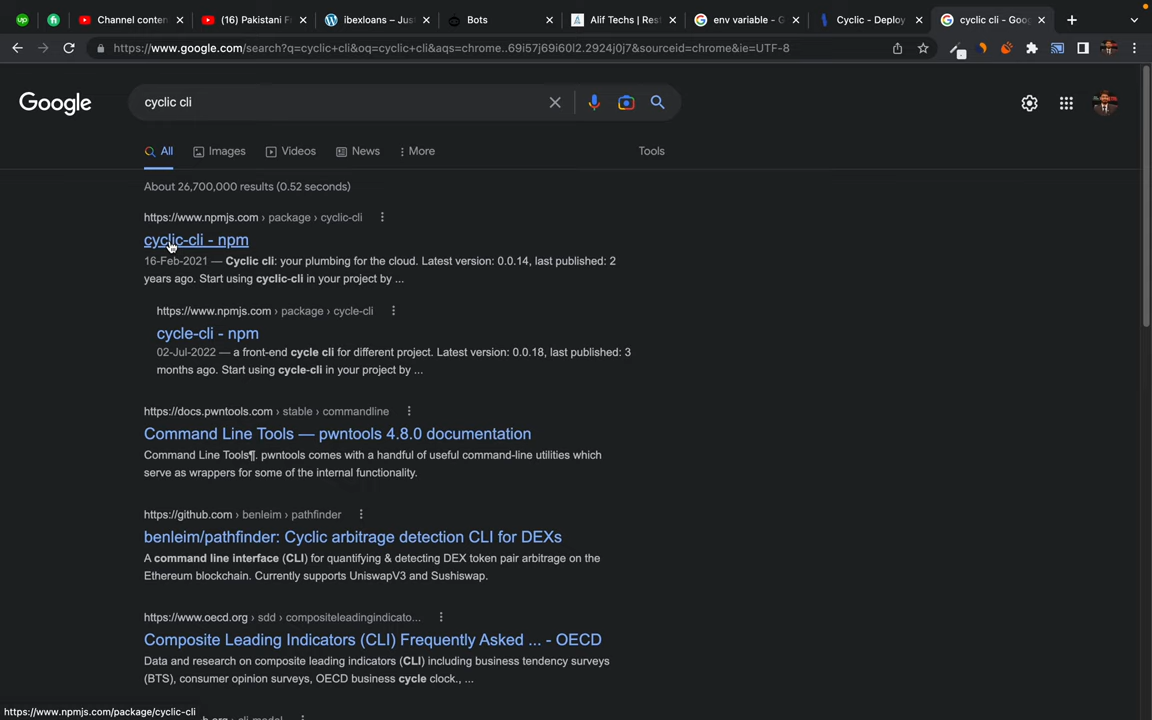 Channel conten
(16) Pakistani Fr
ibexloans – Jus
Bots
Alif Techs | Res
env variable - G
Cyclic - Deploy
cyclic cli - Goo
https://www.google.com/search?q=cyclic+cli&oq=cyclic+cli&aqs=chrome..69i57j69i60l2.2924j0j7&sourceid=chrome&ie=UTF-8
Google
cyclic cli
All
Images
Videos
News
More
Tools
About 26,700,000 results (0.52 seconds)
https://www.npmjs.com › package › cyclic-cli
cyclic-cli - npm
16-Feb-2021 — Cyclic cli: your plumbing for the cloud. Latest version: 0.0.14, last published: 2
years ago. Start using cyclic-cli in your project by ...
https://www.npmjs.com › package › cycle-cli
cycle-cli - npm
02-Jul-2022 — a front-end cycle cli for different project. Latest version: 0.0.18, last published: 3
months ago. Start using cycle-cli in your project by ...
https://docs.pwntools.com › stable › commandline
Command Line Tools — pwntools 4.8.0 documentation
Command Line Tools¶. pwntools comes with a handful of useful command-line utilities which
serve as wrappers for some of the internal functionality.
https://github.com › benleim › pathfinder
benleim/pathfinder: Cyclic arbitrage detection CLI for DEXs
A command line interface (CLI) for quantifying & detecting DEX token pair arbitrage on the
Ethereum blockchain. Currently supports UniswapV3 and Sushiswap.
https://www.oecd.org › sdd › compositeleadingindicato...
Composite Leading Indicators (CLI) Frequently Asked ... - OECD
Data and research on composite leading indicators (CLI) including business tendency surveys
(BTS), consumer opinion surveys, OECD business cycle clock., ...
https://www.npmjs.com/package/cyclic-cli